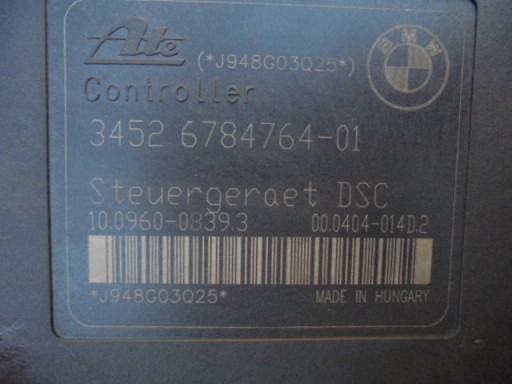 Ate (*J948G03Q25*) BMW
Controller
3452 6784764-01
Steuergeraet DSC
10.0960-0839.3 00.0404-014D.2
*J948G03Q25* MADE IN HUNGARY